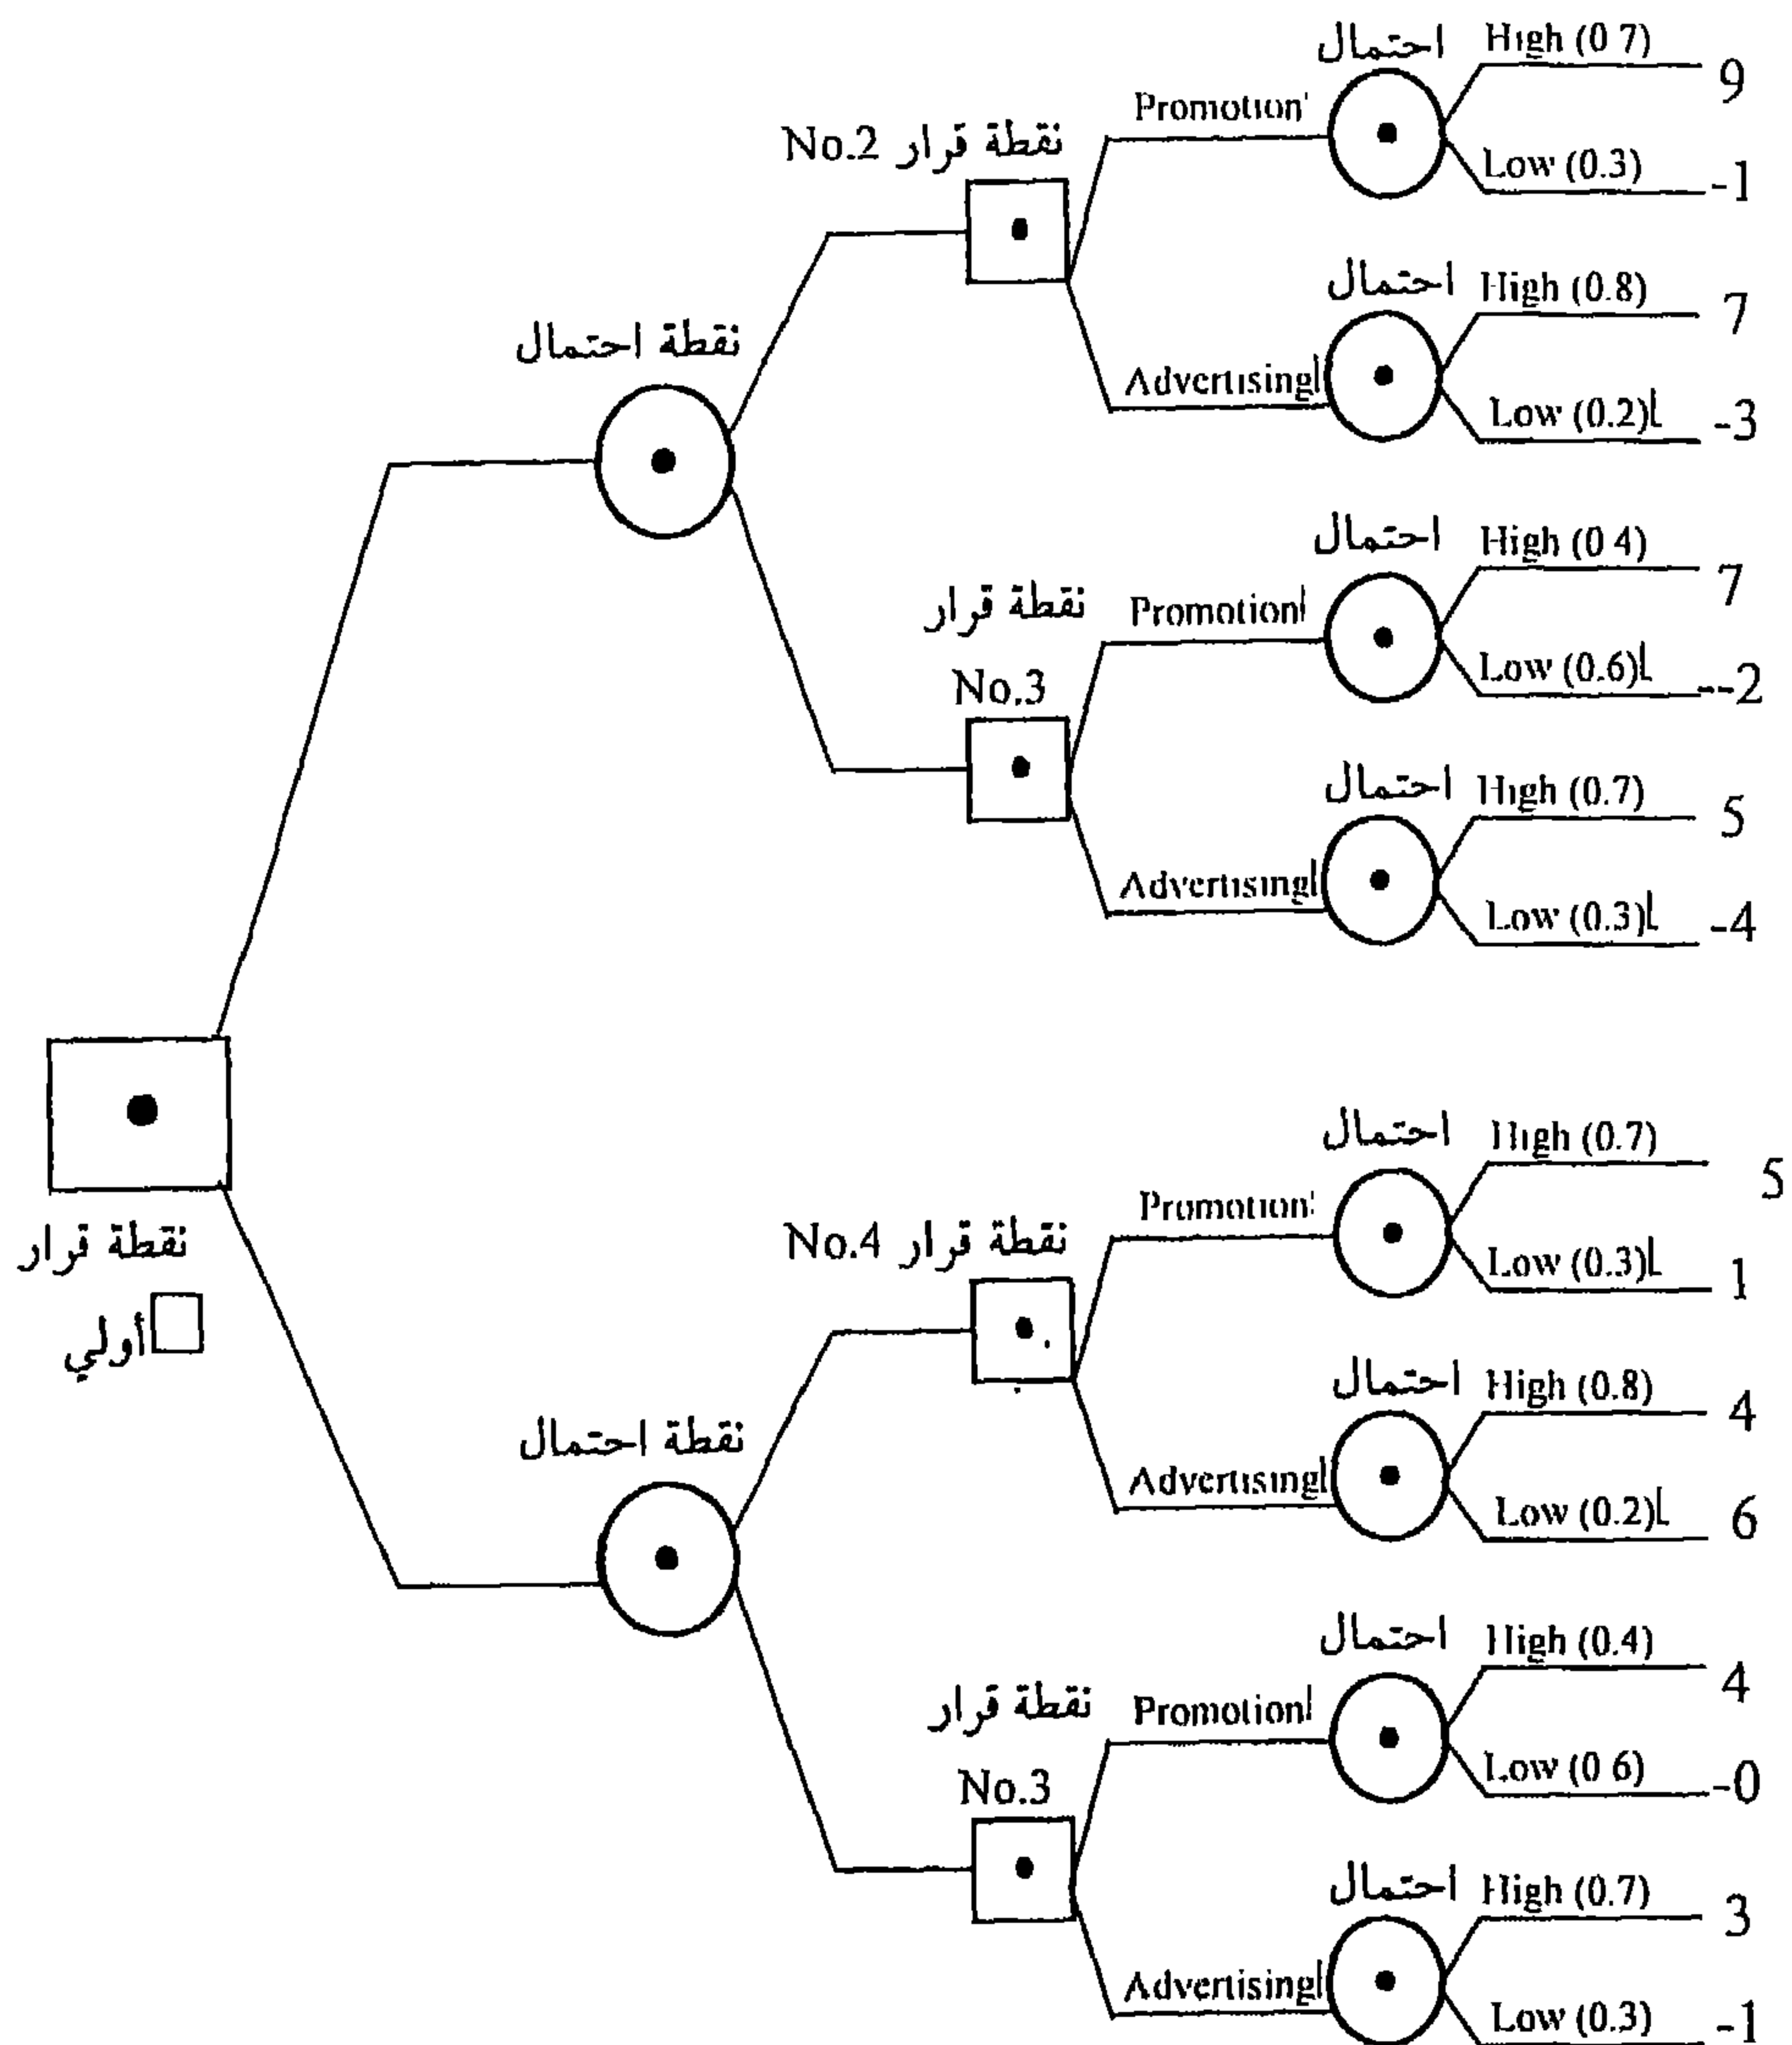 احتمال High (0 7)
9
Promotion
نقطة قرار No.2
Low (0.3)
-1
احتمال High (0.8)
7
نقطة احتمال
Advertising
Low (0.2)
-3
احتمال High (0 4)
7
نقطة قرار Promotion
Low (0.6)
--2
No.3
احتمال High (0.7)
5
Advertising
Low (0.3)
-4
احتمال High (0.7)
5
Promotion
نقطة قرار No.4
Low (0.3)
1
نقطة قرار
أولي
احتمال High (0.8)
4
نقطة احتمال
Advertising
Low (0.2)
6
احتمال High (0.4)
4
نقطة قرار Promotion
Low (0 6)
-0
No.3
احتمال High (0.7)
3
Advertising
Low (0.3)
-1